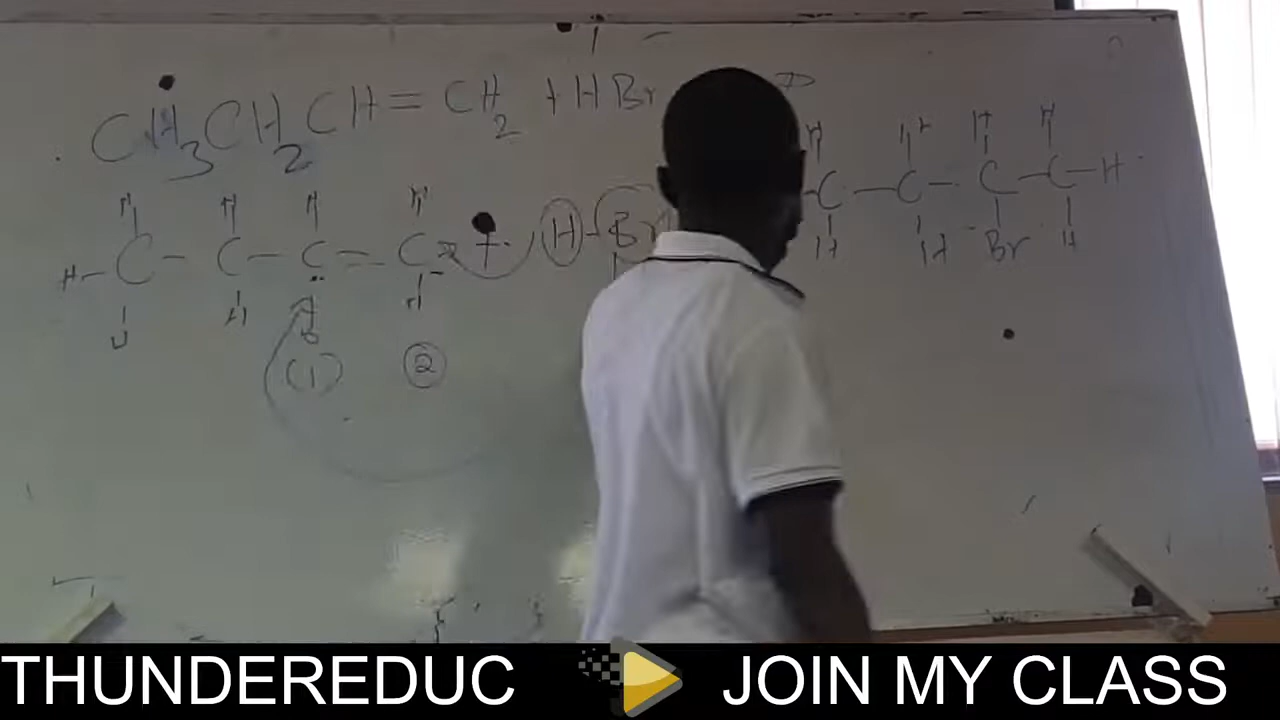 CH3CH2CH=CH2 + HBr
H H H H H H H H
H- C - C - C = C + H - Br C - C - C - C - H
H H H H H Br H
(1) 2
THUNDEREDUC JOIN MY CLASS